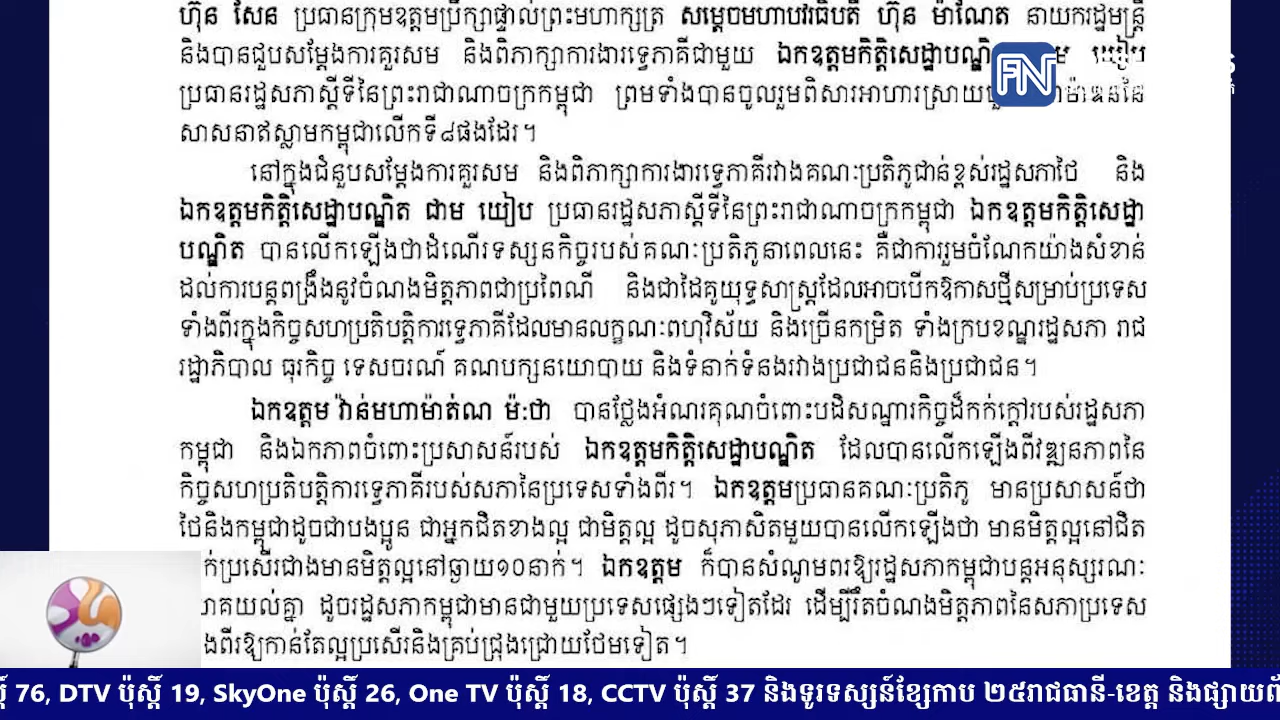 ហ៊ុន សែន ប្រធានក្រុមឧត្តមប្រឹក្សាផ្ទាល់ព្រះមហាក្សត្រ សម្តេចមហាបវរធិបតី ហ៊ុន ម៉ាណែត នាយករដ្ឋមន្ត្រី
និងបានជួបសម្តែងការគួរសម និងពិភាក្សាការងារទ្វេភាគីជាមួយ ឯកឧត្តមកិត្តិសេដ្ឋាបណ្ឌិត
ប្រធានរដ្ឋសភាស្តីទីនៃព្រះរាជាណាចក្រកម្ពុជា ព្រមទាំងបានចូលរួមពិសារអាហារស្រាយបួស
សាសនាឥស្លាមកម្ពុជាលើកទី៨ផងដែរ។
នៅក្នុងជំនួបសម្តែងការគួរសម និងពិភាក្សាការងារទ្វេភាគីរវាងគណៈប្រតិភូជាន់ខ្ពស់រដ្ឋសភាថៃ និង
ឯកឧត្តមកិត្តិសេដ្ឋាបណ្ឌិត ជាម យៀប ប្រធានរដ្ឋសភាស្តីទីនៃព្រះរាជាណាចក្រកម្ពុជា ឯកឧត្តមកិត្តិសេដ្ឋា
បណ្ឌិត បានលើកឡើងថាដំណើរទស្សនកិច្ចរបស់គណៈប្រតិភូនាពេលនេះ គឺជាការរួមចំណែកយ៉ាងសំខាន់
ដល់ការបន្តពង្រឹងនូវចំណងមិត្តភាពជាប្រពៃណី និងជាដៃគូយុទ្ធសាស្ត្រដែលអាចបើកឱកាសថ្មីសម្រាប់ប្រទេស
ទាំងពីរក្នុងកិច្ចសហប្រតិបត្តិការទ្វេភាគីដែលមានលក្ខណៈពហុវិស័យ និងច្រើនកម្រិត ទាំងក្របខណ្ឌរដ្ឋសភា រាជ
រដ្ឋាភិបាល ធុរកិច្ច ទេសចរណ៍ គណបក្សនយោបាយ និងទំនាក់ទំនងរវាងប្រជាជននិងប្រជាជន។
ឯកឧត្តម វ៉ាន់មហាម៉ាត់ណ ម៉ៈថា បានថ្លែងអំណរគុណចំពោះបដិសណ្ឋារកិច្ចដ៏កក់ក្តៅរបស់រដ្ឋសភា
កម្ពុជា និងឯកភាពចំពោះប្រសាសន៍របស់ ឯកឧត្តមកិត្តិសេដ្ឋាបណ្ឌិត ដែលបានលើកឡើងពីវឌ្ឍនភាពនៃ
កិច្ចសហប្រតិបត្តិការទ្វេភាគីរបស់សភានៃប្រទេសទាំងពីរ។ ឯកឧត្តមប្រធានគណៈប្រតិភូ មានប្រសាសន៍ថា
ថៃនិងកម្ពុជាដូចជាបងប្អូន ជាអ្នកជិតខាងល្អ ជាមិត្តល្អ ដូចសុភាសិតមួយបានលើកឡើងថា មានមិត្តល្អនៅជិត
ប្រសើរជាងមានមិត្តល្អនៅឆ្ងាយ១០នាក់។ ឯកឧត្តម ក៏បានសំណូមពរឱ្យរដ្ឋសភាកម្ពុជាបន្តអនុស្សរណៈ
យល់គ្នា ដូចរដ្ឋសភាកម្ពុជាមានជាមួយប្រទេសផ្សេងៗទៀតដែរ ដើម្បីរឹតចំណងមិត្តភាពនៃសភាប្រទេស
ពីរឱ្យកាន់តែល្អប្រសើរនិងគ្រប់ជ្រុងជ្រោយថែមទៀត។
76, DTV ប៉ុស្តិ៍ 19, SkyOne ប៉ុស្តិ៍ 26, One TV ប៉ុស្តិ៍ 18, CCTV ប៉ុស្តិ៍ 37 និងទូរទស្សន៍ខ្សែកាប ២៥រាជធានី-ខេត្ត និងផ្សាយ